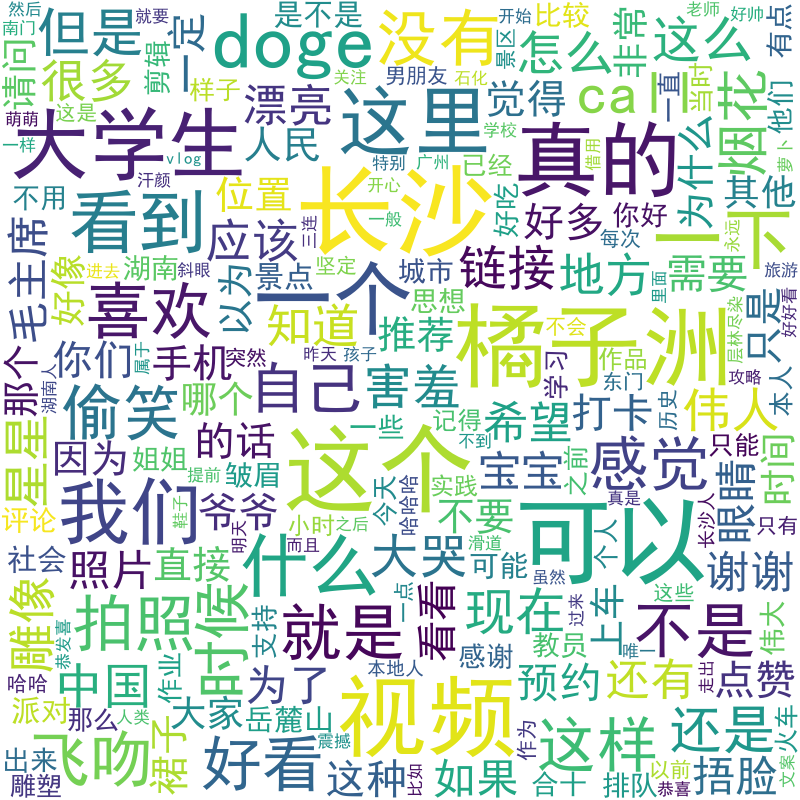 然后
南门
就要
但是
doge
没有
是不是
开始
比较
老师
好帅
请问
很多
剪辑
一定
怎么
这么
非常
景区
有点
萌萌
这是
样子
漂亮
关注
男朋友
石化
觉得
call
当时
一直
他们
烟花
大学生
一样
vlog
人民
这里
学校
真的
为什么
萝卜
不用
汗颜
位置
特别
广州
已经
借用
其他
看到
开心
长沙
三连
好吃
好多
你好
一般
应该
每次
一下
永远
毛主席
好像
湖南
进去
斜眼
以为
景点
坚定
城市
链接
地方
需要
里面
旅游
喜欢
一个
思想
不会
只是
好好看
层林尽染
那个
你们
属于
手机
突然
知道
昨天
孩子
推荐
橘子洲
作品
东门
攻略
本人
湖南人
偷笑
哪个
自己
害羞
学习
历史
星星
因为
姐姐
的话
一些
记得
不到
希望
打卡
伟人
只能
提前
皱眉
这个
实践
宝宝
之前
感觉
真是
长沙人
眼睛
时间
只有
评论
我们
鞋子
爷爷
小时
之后
今天
哈哈哈
不要
个人
可以
社会
照片
直接
明天
而且
什么
大哭
滑道
可能
虽然
过来
上车
这些
谢谢
雕像
拍照
时候
就是
支持
一点
看看
现在
教员
唯一
不是
伟大
恭发喜
哈哈
中国
作业
为了
本地人
感谢
预约
还有
走出
点赞
派对
那么
人类
大家
岳麓山
震撼
作为
还是
文案
火车
出来
雕塑
飞吻
裙子
好看
这种
比如
如果
这样
合十
排队
以前
恭喜
捂脸
视频